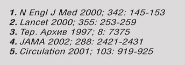 1. N Engl J Med 2000; 342: 145-153
2. Lancet 2000; 355: 253-259
3. Тер. Архив 1997; 8: 7375
4. JAMA 2002; 288: 2421-2431
5. Circulation 2001; 103: 919-925